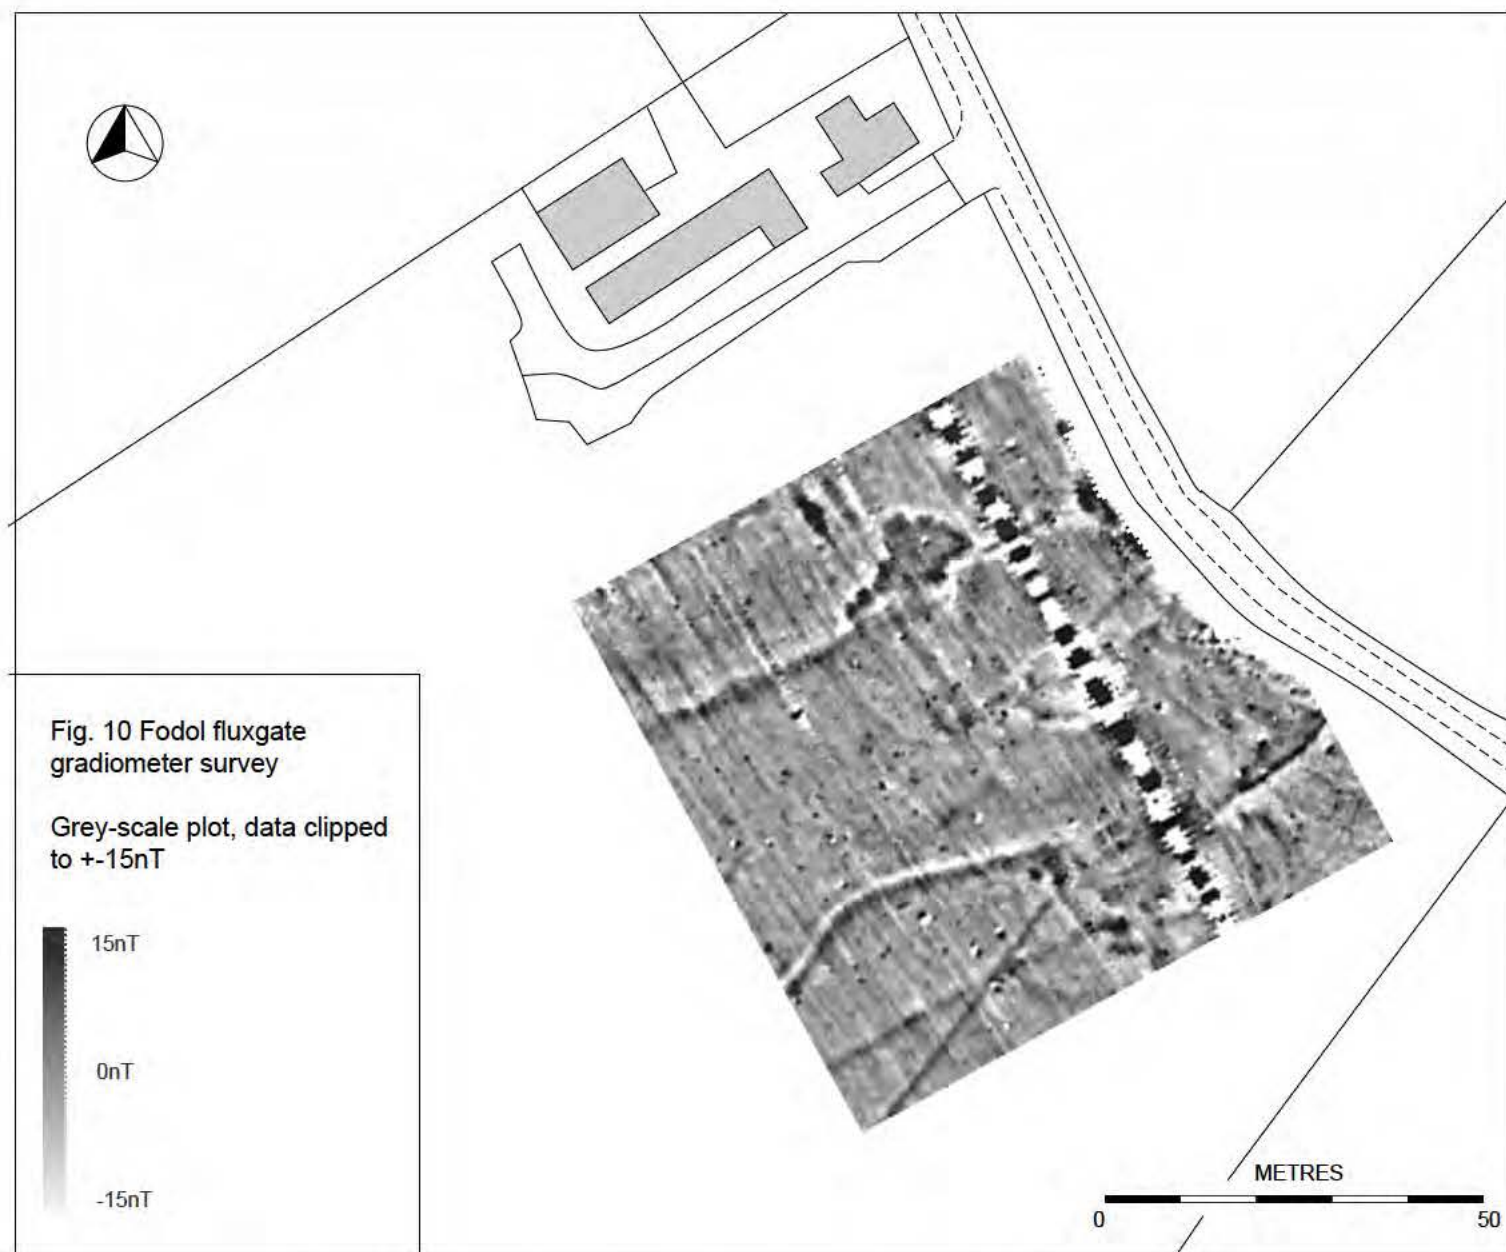 Fig. 10 Fodol fluxgate
gradiometer survey
Grey-scale plot, data clipped
to +-15nT
15nT
0nT
-15nT
METRES
0 50